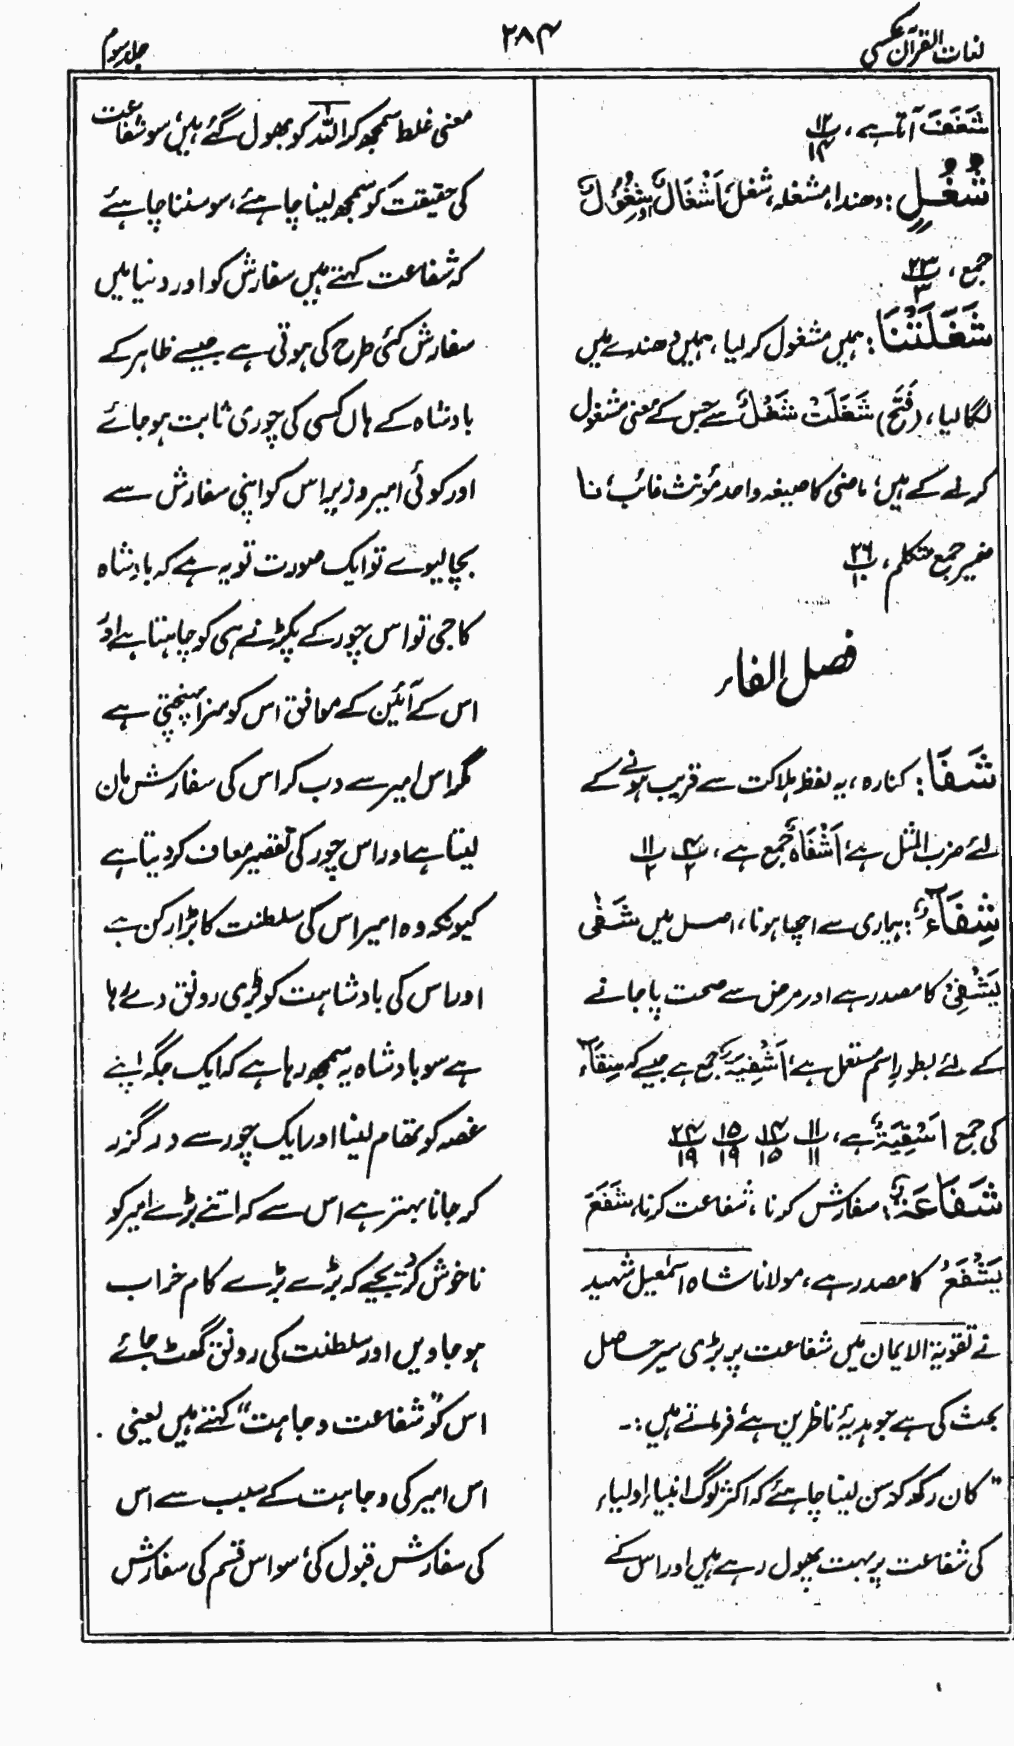 لغات القرآن عکسی
۲۸۴
جلد سوم
شَغَفَ آتا ہے، ۱۲/۱۴
شُغُلٍ: دھندا، مشغلہ، شغل، اَشْغَالٌ اور شُغُوْلٌ
جمع، ۲۳/۳
شَغَلَتْنَا: ہمیں مشغول کر لیا، ہمیں دھندے میں
لگا لیا، (فَتَحَ) شَغَلَتْ شَغْلٌ سے جس کے معنی مشغول
کرنے کے ہیں، ماضی کا صیغہ واحد مؤنث غائب، نا
ضمیر جمع متکلم، ۲۶/۱۰
فصل الفاء
شَفَا: کنارہ، یہ لفظ ہلاکت سے قریب ہونے کے
لئے ضرب المثل ہے، اَشْفَاءٌ جمع ہے، ۴/۲ ۱۱/۲
شِفَآءٌ: بیماری سے اچھا ہونا، اصل میں شَفٰی
یَشْفِیْ کا مصدر ہے اور مرض سے صحت پا جانے
کے لئے بطور اسم مستعمل ہے، اَشْفِیَۃٌ جمع ہے جیسے کہ سِقَآءٌ
کی جمع اَسْقِیَۃٌ ہے، ۱۱/۱۱ ۱۴/۱۵ ۱۵/۱۹ ۲۴/۱۹
شَفَاعَۃٌ: سفارش کرنا، شفاعت کرنا، شَفَعَ
یَشْفَعُ کا مصدر ہے، مولانا شاہ اسمٰعیل شہید
نے تقویۃ الایمان میں شفاعت پر بڑی سیر حاصل
بحث کی ہے جو ہدیۂ ناظرین ہے، فرماتے ہیں:۔
"کان رکھ کر سن لینا چاہئے کہ اکثر لوگ انبیاء اولیاء
کی شفاعت پر بہت پھول رہے ہیں اور اس کے
معنی غلط سمجھ کر اللہ کو بھول گئے ہیں، سو شفاعت
کی حقیقت کو سمجھ لینا چاہئے، سو سننا چاہئے
کہ شفاعت کہتے ہیں سفارش کو اور دنیا میں
سفارش کئی طرح کی ہوتی ہے جیسے ظاہر کے
بادشاہ کے ہاں کسی کی چوری ثابت ہو جائے
اور کوئی امیر وزیر اس کو اپنی سفارش سے
بچا لیوے تو ایک صورت تو یہ ہے کہ بادشاہ
کا جی تو اس چور کے پکڑنے ہی کو چاہتا ہے اور
اس کے آئین کے موافق اس کو سزا پہنچتی ہے
مگر اس امیر سے دب کر اس کی سفارش مان
لیتا ہے اور اس چور کی تقصیر معاف کر دیتا ہے
کیونکہ وہ امیر اس کی سلطنت کا بڑا رکن ہے
اور اس کی بادشاہت کو بڑی رونق دے رہا
ہے سو بادشاہ یہ سمجھ رہا ہے کہ ایک جگہ اپنے
غصہ کو تھام لینا اور ایک چور سے درگزر
کر جانا بہتر ہے اس سے کہ اتنے بڑے امیر کو
ناخوش کر دیجئے کہ بڑے بڑے کام خراب
ہو جاویں اور سلطنت کی رونق گھٹ جائے
اس کو "شفاعت وجاہت" کہتے ہیں یعنی
اس امیر کی وجاہت کے سبب سے اس
کی سفارش قبول کی، سو اس قسم کی سفارش